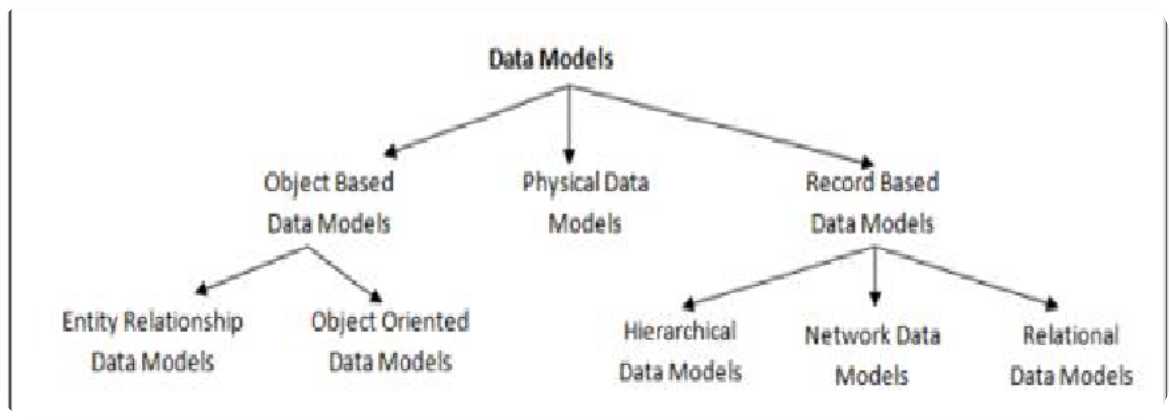 Data Models
Object Based
Data Models
Physical Data
Models
Record Based
Data Models
Entity Relationship
Data Models
Object Oriented
Data Models
Hierarchical
Data Models
Network Data
Models
Relational
Data Models